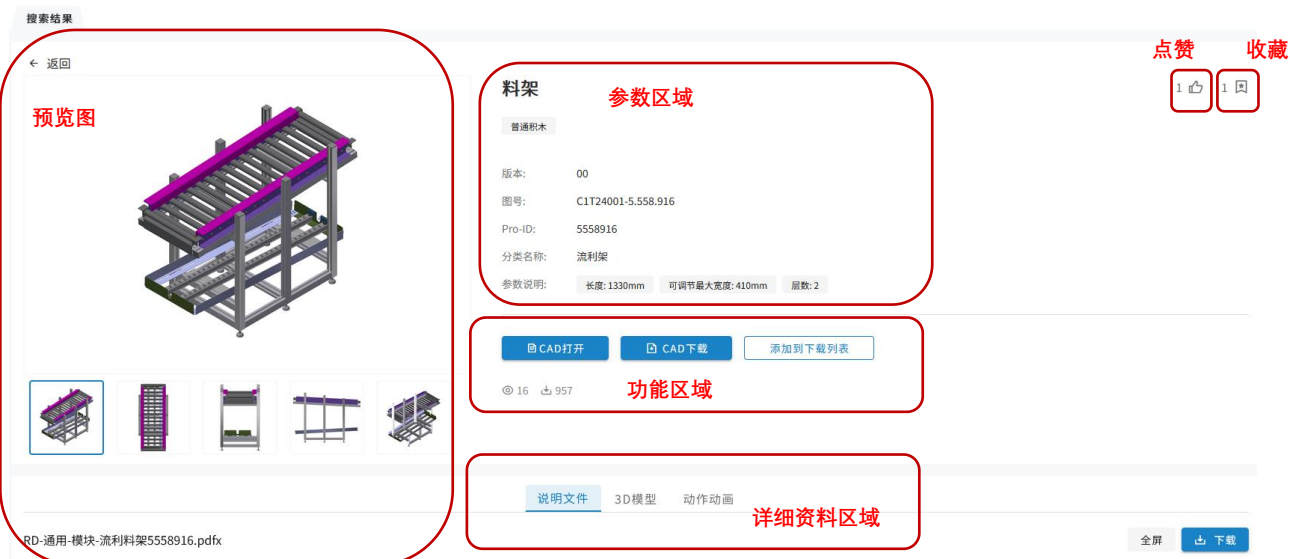 搜索结果
← 返回
点赞 收藏
预览图
料架
参数区域
1 1
普通积木
版本: 00
图号: C1T24001-5.558.916
Pro-ID: 5558916
分类名称: 流利架
参数说明: 长度: 1330mm 可调节最大宽度: 410mm 层数: 2
CAD打开 CAD下载 添加到下载列表
16 957
功能区域
说明文件 3D模型 动作动画
详细资料区域
RD-通用-模块-流利料架5558916.pdfx
全屏 下载